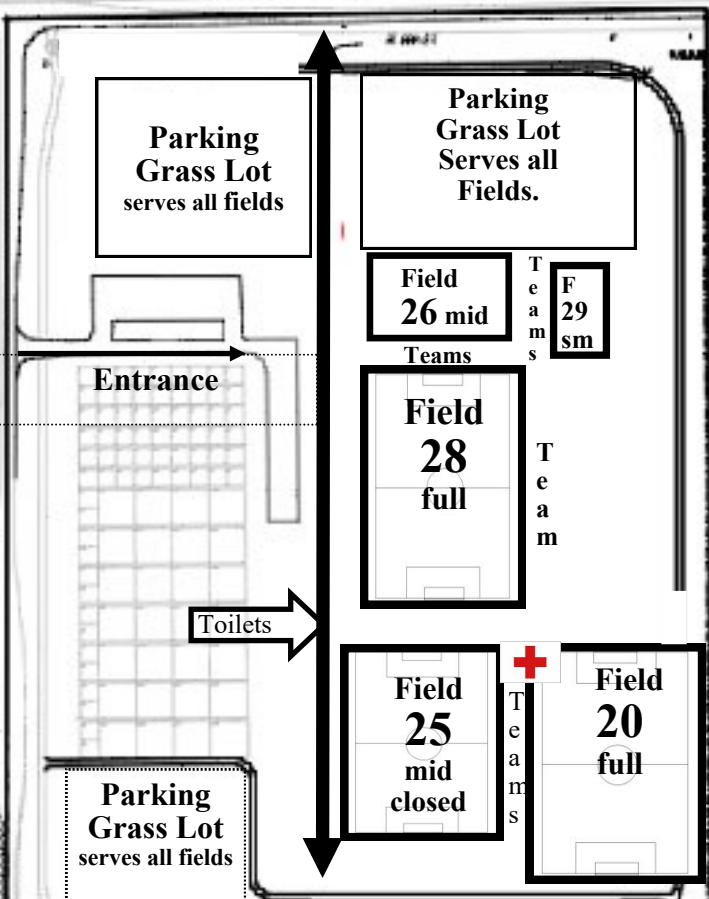 Parking
Grass Lot
serves all fields
Parking
Grass Lot
Serves all
Fields.
Field
26 mid
Teams
F
29
sm
Teams
Entrance
Field
28
full
Team
Toilets
Field
25
mid
closed
Teams
Field
20
full
Parking
Grass Lot
serves all fields